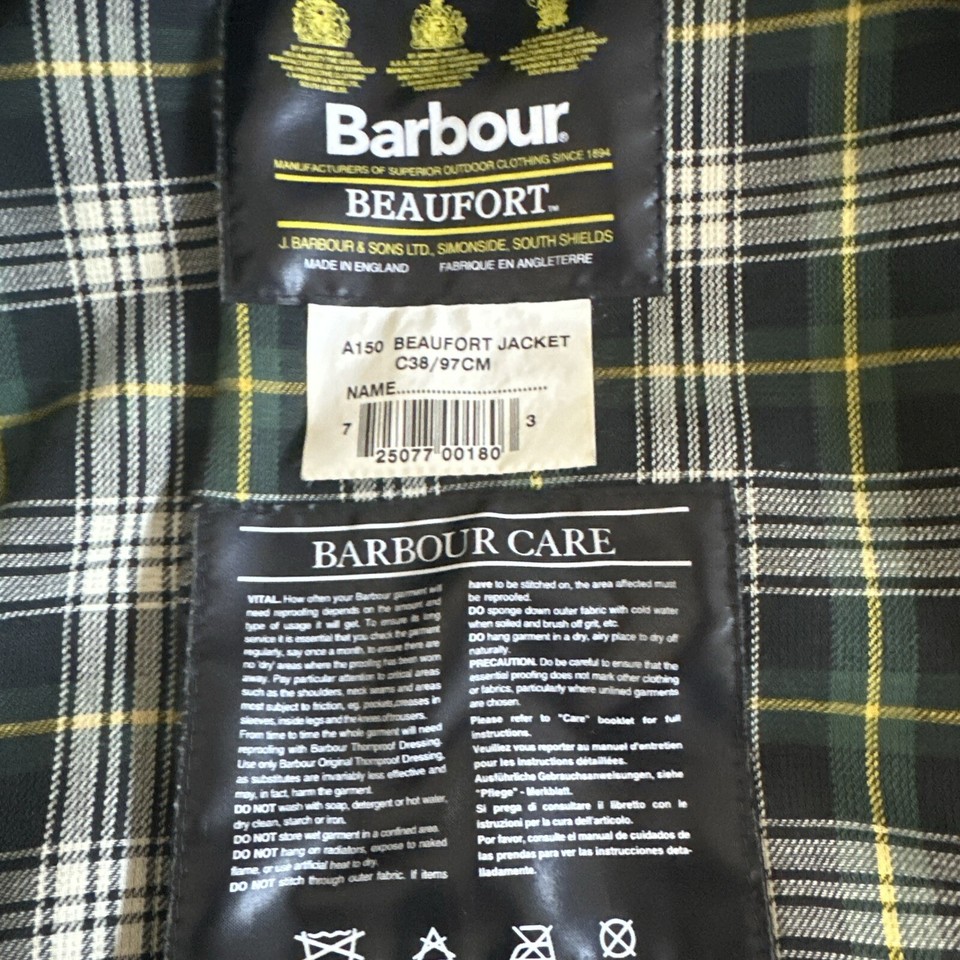 Barbour®
MANUFACTURERS OF SUPERIOR OUTDOOR CLOTHING SINCE 1894
BEAUFORT™
J. BARBOUR & SONS LTD., SIMONSIDE, SOUTH SHIELDS
MADE IN ENGLAND FABRIQUE EN ANGLETERRE
A150 BEAUFORT JACKET
C38/97CM
NAME......................................
7 25077 00180 3
BARBOUR CARE
VITAL. How often your Barbour garment will
need reproofing depends on the amount and
type of usage it will get. To ensure its long
service it is essential that you check the garment
regularly, say once a month, to ensure there are
no 'dry' areas where the proofing has been worn
away. Pay particular attention to critical areas
such as the shoulders, neck seams and areas
most subject to friction, eg. pockets, creases in
sleeves, inside legs and the knees of trousers.
From time to time the whole garment will need
reproofing with Barbour Thornproof Dressing.
Use only Barbour Original Thornproof Dressing,
as substitutes are invariably less effective and
may, in fact, harm the garment.
DO NOT wash with soap, detergent or hot water,
dry clean, starch or iron.
DO NOT store wet garment in a confined area.
DO NOT hang on radiators, expose to naked
flame, or use artificial heat to dry.
DO NOT stitch through outer fabric. If items
have to be stitched on, the area affected must
be reproofed.
DO sponge down outer fabric with cold water
when soiled and brush off grit, etc.
DO hang garment in a dry, airy place to dry off
naturally.
PRECAUTION. Do be careful to ensure that the
essential proofing does not mark other clothing
or fabrics, particularly where unlined garments
are chosen.
Please refer to "Care" booklet for full
instructions.
Veuillez vous reporter au manuel d'entretien
pour les instructions détaillées.
Ausführliche Gebrauchsanweisungen, siehe
"Pflege" - Merkblatt.
Si prega di consultare il libretto con le
istruzioni per la cura dell'articolo.
Por favor, consulte el manual de cuidados de
las prendas para ver las instrucciones deta-
lladamente.